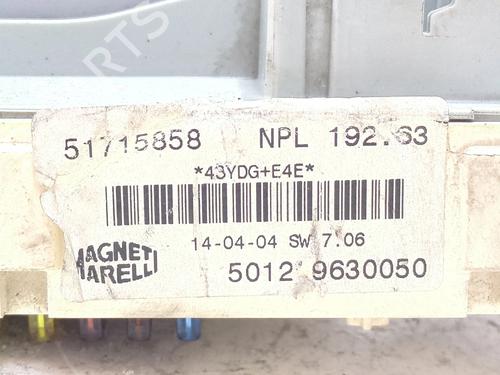 51715858 NPL 192.63
*43YDG+E4E*
14-04-04 SW 7.06
MAGNETI
MARELLI
5012 9630050